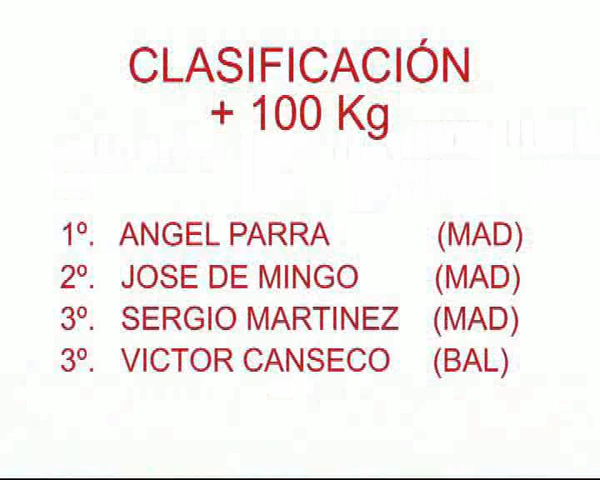 CLASIFICACIÓN
+ 100 Kg
1º. ANGEL PARRA (MAD)
2º. JOSE DE MINGO (MAD)
3º. SERGIO MARTINEZ (MAD)
3º. VICTOR CANSECO (BAL)